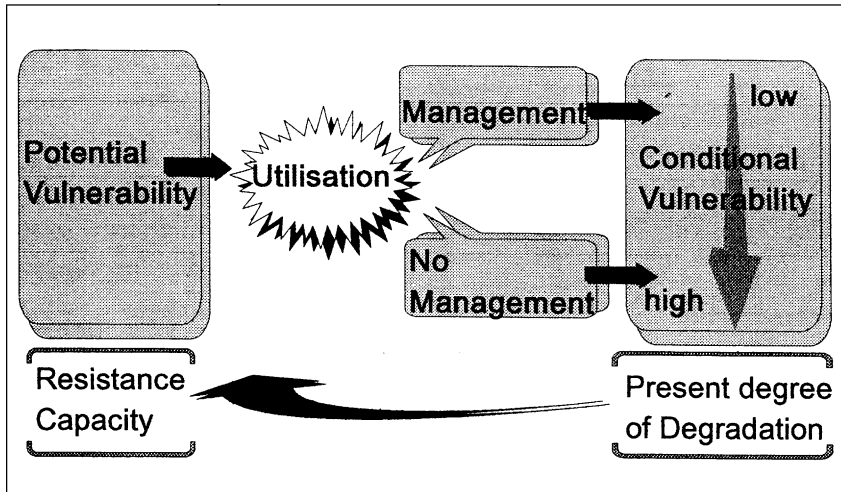 Potential
Vulnerability
Utilisation
Management
No
Management
low
Conditional
Vulnerability
high
Resistance
Capacity
Present degree
of Degradation